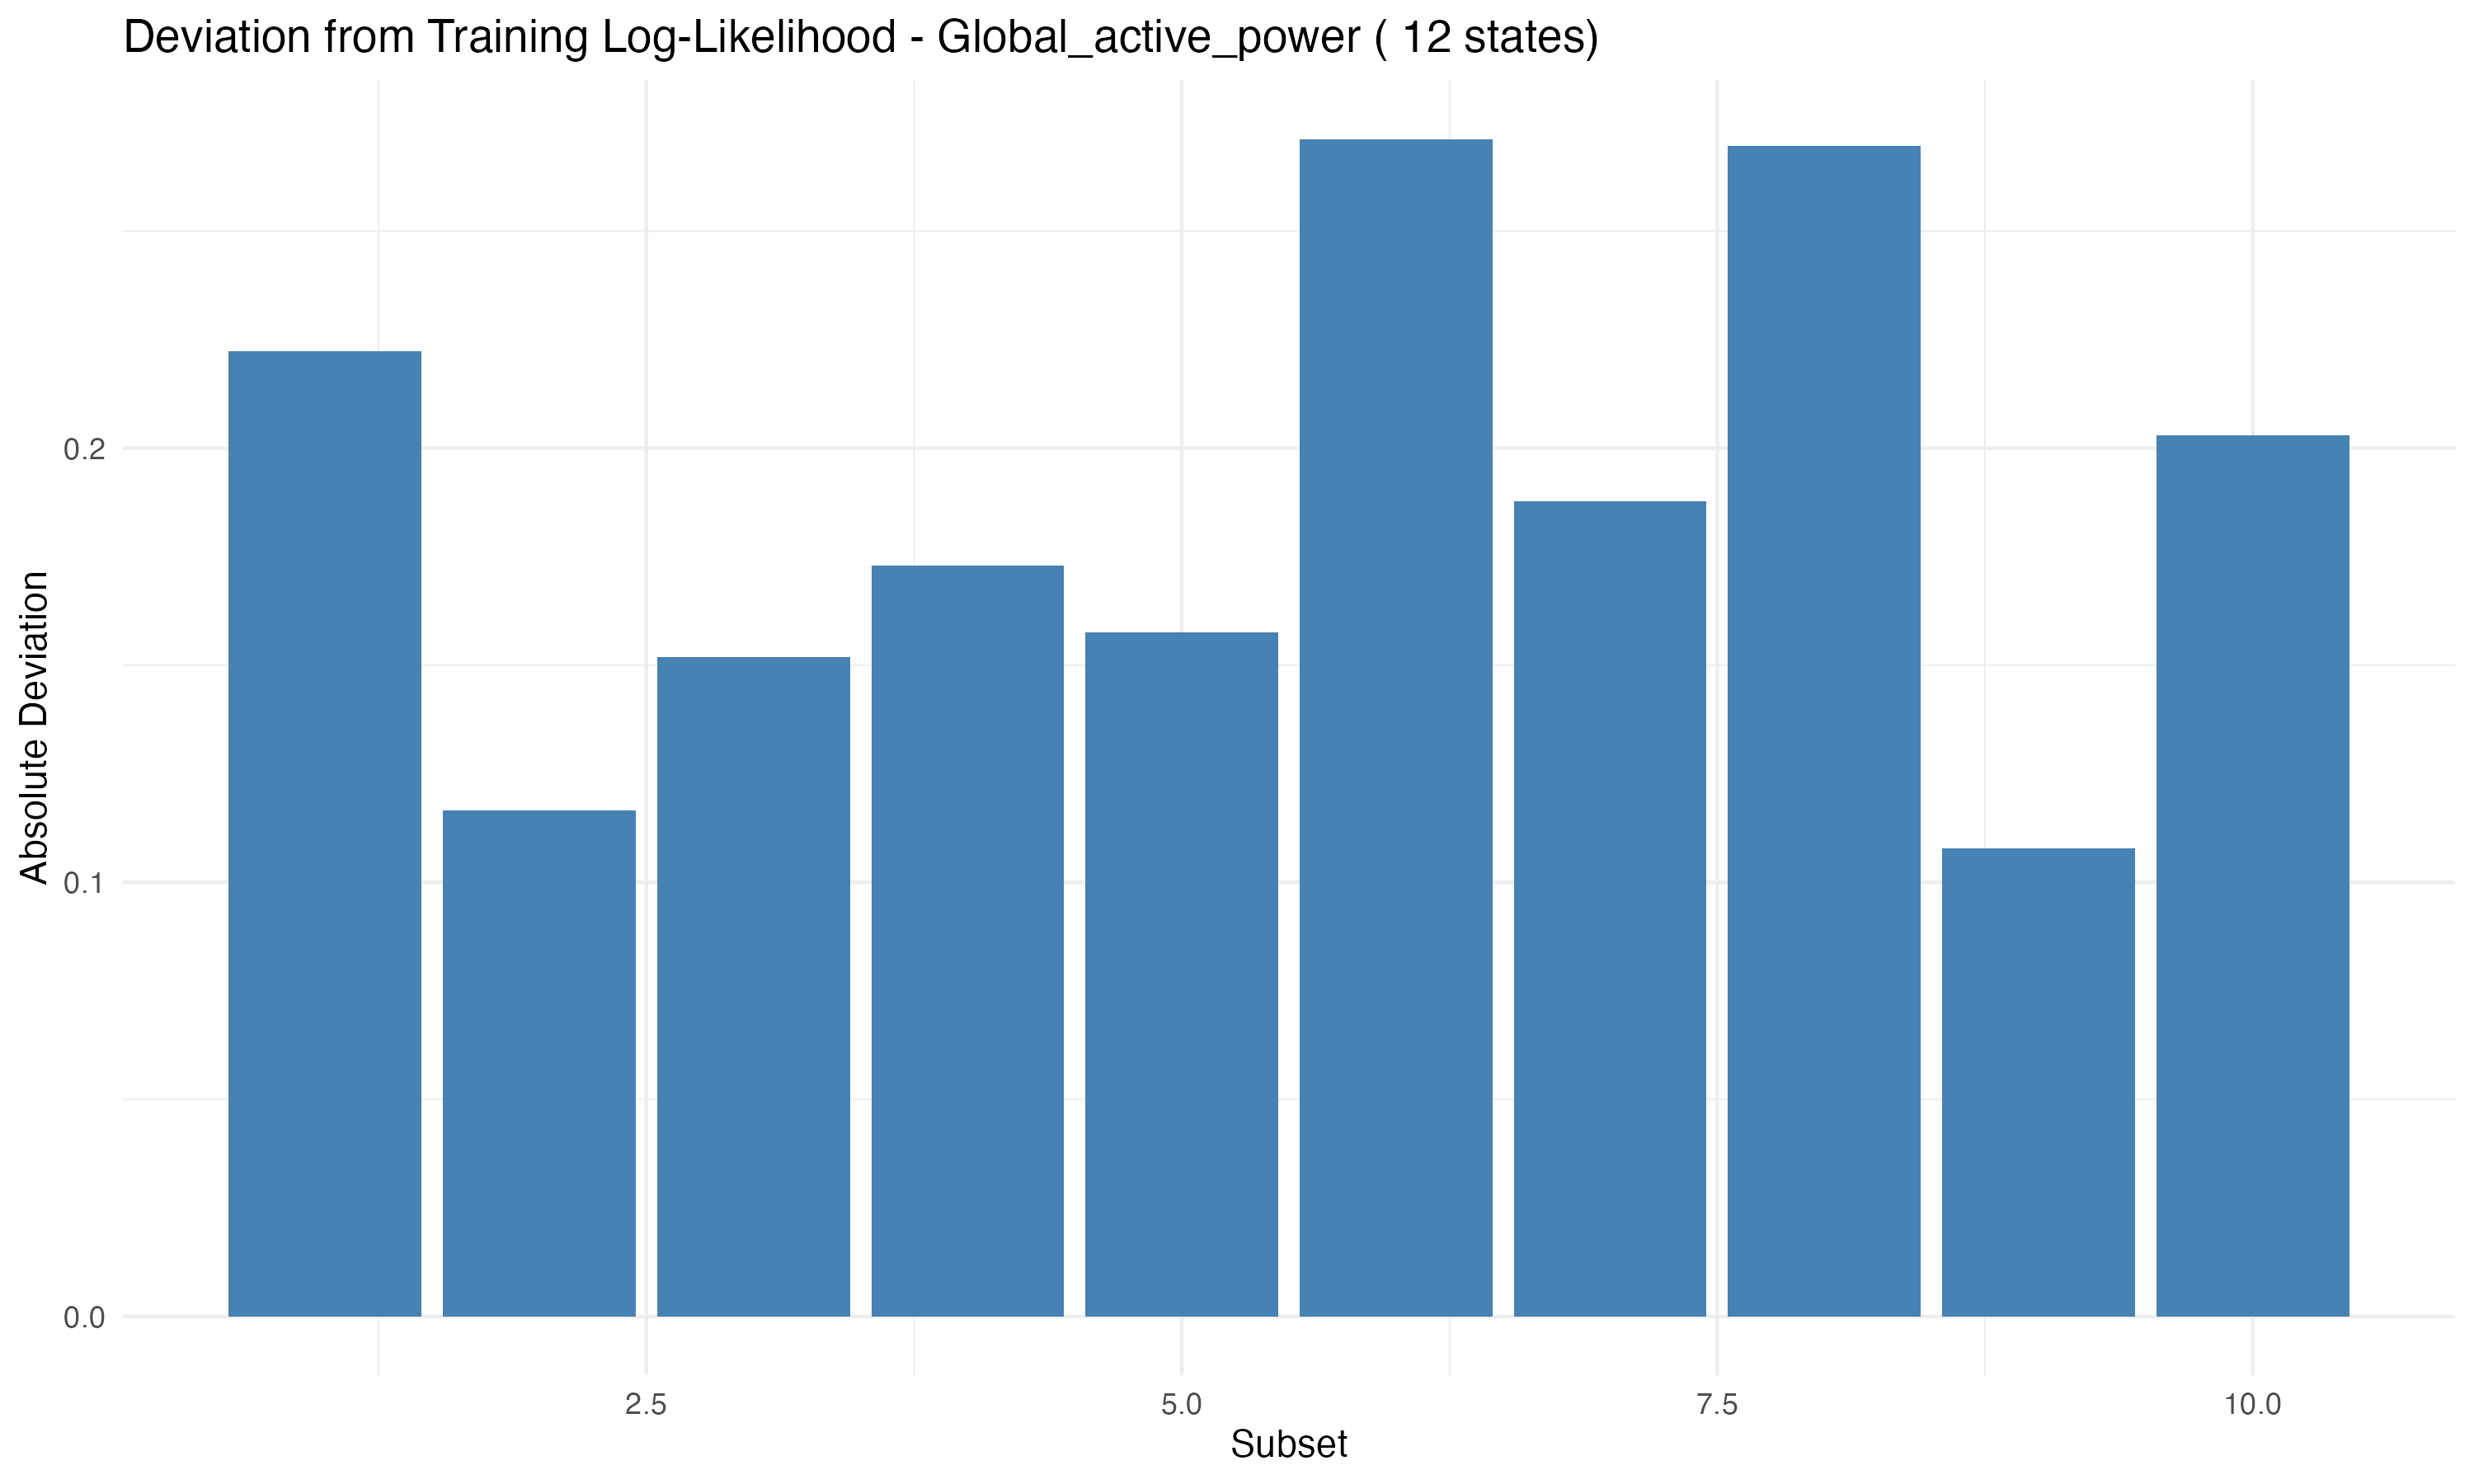 Deviation from Training Log-Likelihood - Global_active_power ( 12 states)
Absolute Deviation
0.2
0.1
0.0
2.5 5.0 7.5 10.0
Subset